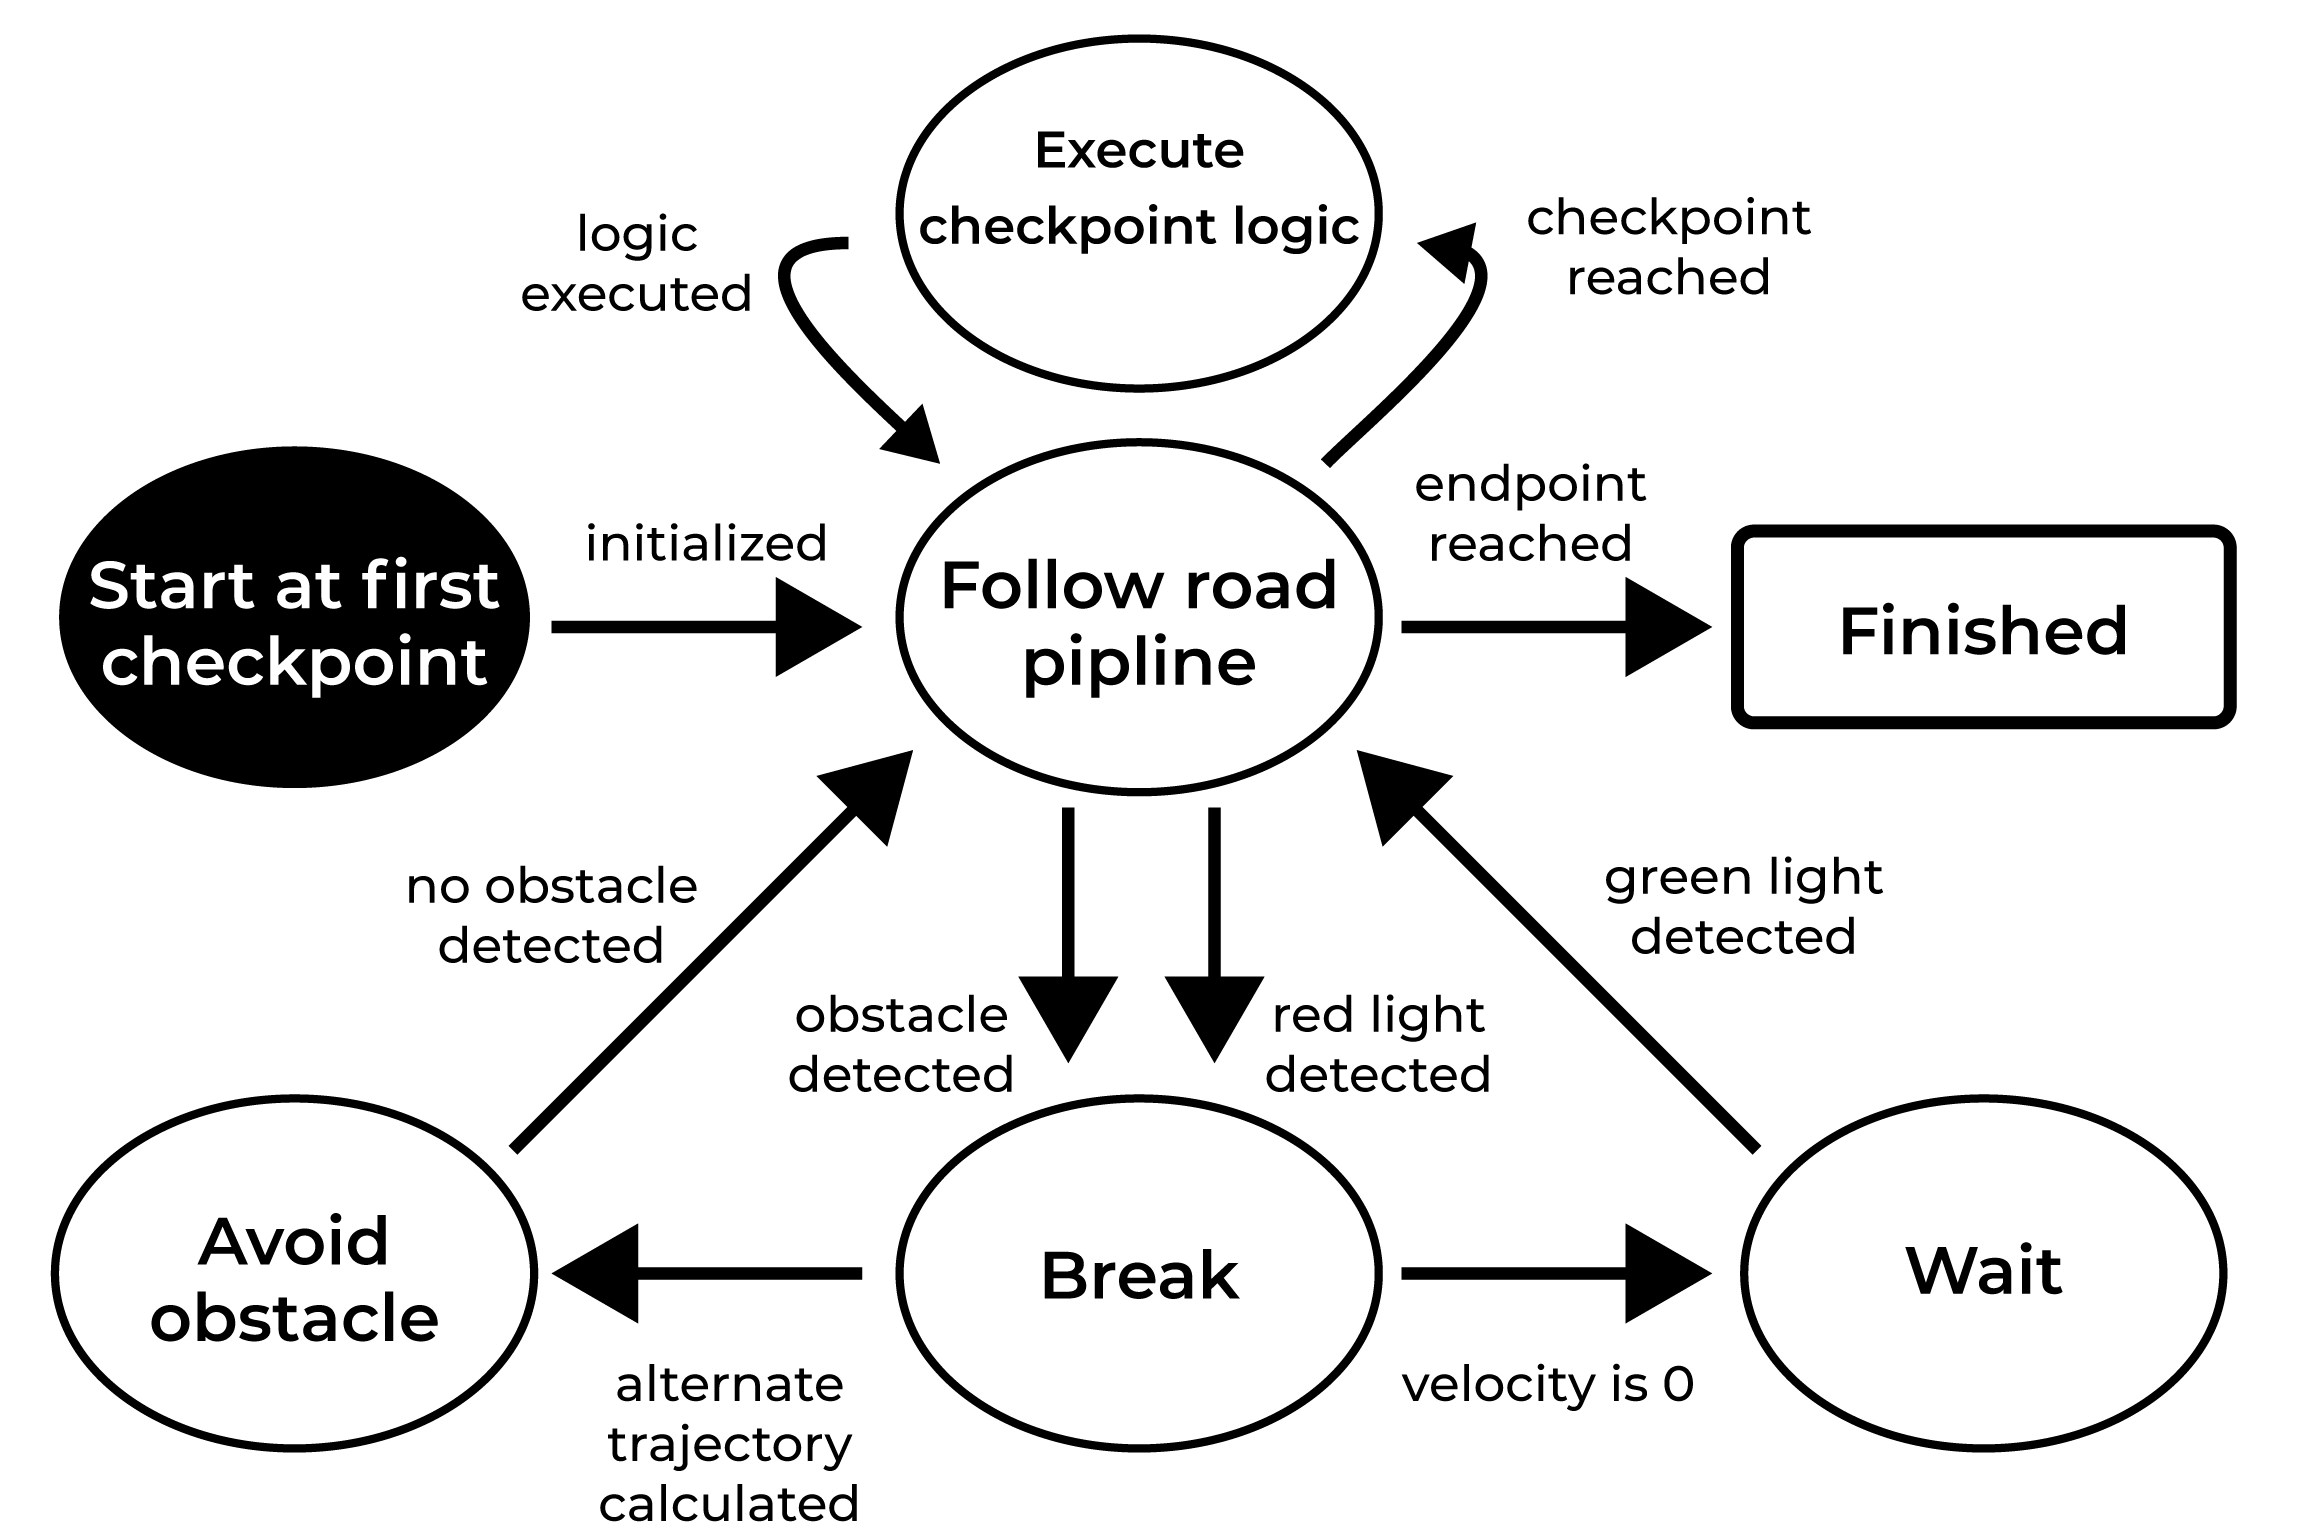 Execute
checkpoint logic
logic
executed
checkpoint
reached
Start at first
checkpoint
initialized
Follow road
pipline
endpoint
reached
Finished
no obstacle
detected
green light
detected
obstacle
detected
red light
detected
Avoid
obstacle
Break
Wait
alternate
trajectory
calculated
velocity is 0